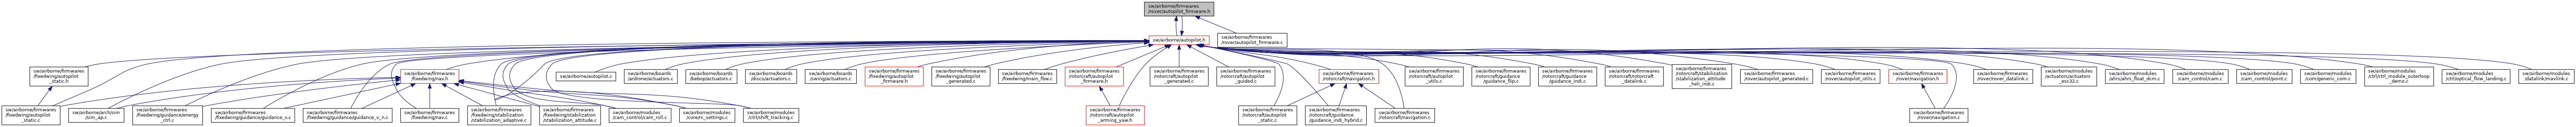 sw/airborne/firmwares
/rover/autopilot_firmware.h
sw/airborne/autopilot.h
sw/airborne/firmwares
/rover/autopilot_firmware.c
sw/airborne/firmwares
/fixedwing/autopilot
_static.h
sw/airborne/firmwares
/fixedwing/nav.h
sw/airborne/autopilot.c
sw/airborne/boards
/ardrone/actuators.c
sw/airborne/boards
/bebop/actuators.c
sw/airborne/boards
/disco/actuators.c
sw/airborne/boards
/swing/actuators.c
sw/airborne/firmwares
/fixedwing/autopilot
_firmware.h
sw/airborne/firmwares
/fixedwing/autopilot
_generated.c
sw/airborne/firmwares
/fixedwing/main_fbw.c
sw/airborne/firmwares
/rotorcraft/autopilot
_firmware.h
sw/airborne/firmwares
/rotorcraft/autopilot
_generated.c
sw/airborne/firmwares
/rotorcraft/autopilot
_guided.c
sw/airborne/firmwares
/rotorcraft/navigation.h
sw/airborne/firmwares
/rotorcraft/autopilot
_utils.c
sw/airborne/firmwares
/rotorcraft/guidance
/guidance_flip.c
sw/airborne/firmwares
/rotorcraft/guidance
/guidance_indi.c
sw/airborne/firmwares
/rotorcraft/rotorcraft
_datalink.c
sw/airborne/firmwares
/rotorcraft/stabilization
/stabilization_attitude
_heli_indi.c
sw/airborne/firmwares
/rover/autopilot_generated.c
sw/airborne/firmwares
/rover/autopilot_utils.c
sw/airborne/firmwares
/rover/navigation.h
sw/airborne/firmwares
/rover/rover_datalink.c
sw/airborne/modules
/actuators/actuators
_esc32.c
sw/airborne/modules
/ahrs/ahrs_float_dcm.c
sw/airborne/modules
/cam_control/cam.c
sw/airborne/modules
/cam_control/point.c
sw/airborne/modules
/com/generic_com.c
sw/airborne/modules
/ctrl/ctrl_module_outerloop
_demo.c
sw/airborne/modules
/ctrl/optical_flow_landing.c
sw/airborne/modules
/datalink/mavlink.c
sw/airborne/firmwares
/fixedwing/autopilot
_static.c
sw/airborne/arch/sim
/sim_ap.c
sw/airborne/firmwares
/fixedwing/guidance/energy
_ctrl.c
sw/airborne/firmwares
/fixedwing/guidance/guidance_v.c
sw/airborne/firmwares
/fixedwing/guidance/guidance_v_n.c
sw/airborne/firmwares
/fixedwing/nav.c
sw/airborne/firmwares
/fixedwing/stabilization
/stabilization_adaptive.c
sw/airborne/firmwares
/fixedwing/stabilization
/stabilization_attitude.c
sw/airborne/modules
/cam_control/cam_roll.c
sw/airborne/modules
/core/rc_settings.c
sw/airborne/modules
/ctrl/shift_tracking.c
sw/airborne/firmwares
/rotorcraft/autopilot
_arming_yaw.h
sw/airborne/firmwares
/rotorcraft/autopilot
_static.c
sw/airborne/firmwares
/rotorcraft/guidance
/guidance_indi_hybrid.c
sw/airborne/firmwares
/rotorcraft/navigation.c
sw/airborne/firmwares
/rover/navigation.c